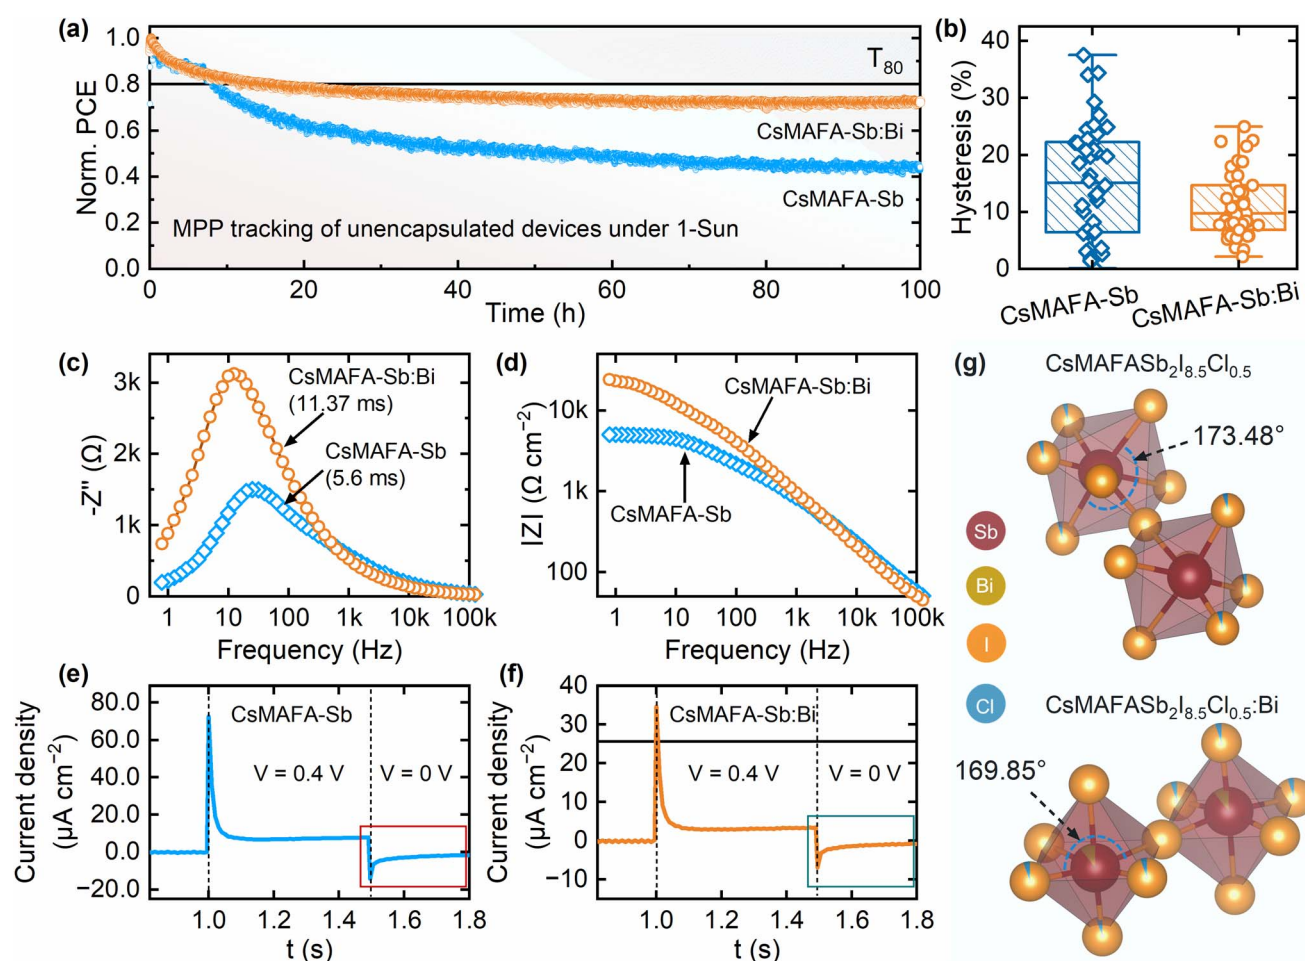 (a)
1.0
0.8
0.6
0.4
0.2
0.0
Norm. PCE
T₈₀
CsMAFA-Sb:Bi
CsMAFA-Sb
MPP tracking of unencapsulated devices under 1-Sun
0 20 40 60 80 100
Time (h)
(b)
40
30
20
10
0
Hysteresis (%)
CsMAFA-Sb
CsMAFA-Sb:Bi
(c)
3k
2k
1k
0
-Z'' (Ω)
CsMAFA-Sb:Bi
(11.37 ms)
CsMAFA-Sb
(5.6 ms)
1 10 100 1k 10k 100k
Frequency (Hz)
(d)
10k
1k
100
|Z| (Ω cm⁻²)
CsMAFA-Sb:Bi
CsMAFA-Sb
1 10 100 1k 10k 100k
Frequency (Hz)
(e)
80.0
60.0
40.0
20.0
0.0
−20.0
Current density
(µA cm⁻²)
CsMAFA-Sb
V = 0.4 V
V = 0 V
1.0 1.2 1.4 1.6 1.8
t (s)
(f)
40
30
20
10
0
−10
Current density
(µA cm⁻²)
CsMAFA-Sb:Bi
V = 0.4 V
V = 0 V
1.0 1.2 1.4 1.6 1.8
t (s)
(g)
CsMAFASb₂I₈.₅Cl₀.₅
173.48°
Sb
Bi
I
Cl
CsMAFASb₂I₈.₅Cl₀.₅:Bi
169.85°